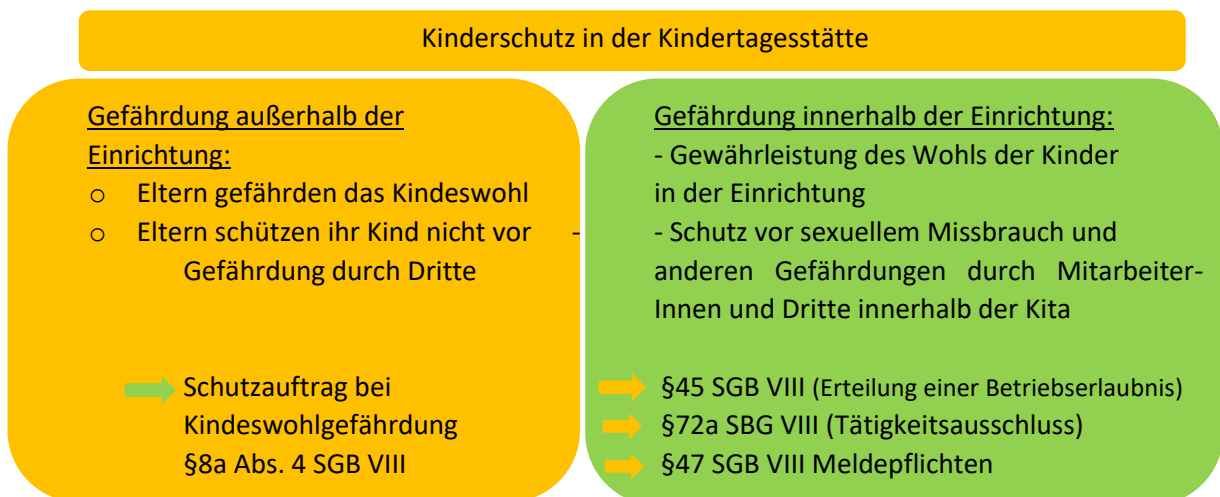 Kinderschutz in der Kindertagesstätte
Gefährdung außerhalb der
Einrichtung:
o Eltern gefährden das Kindeswohl
o Eltern schützen ihr Kind nicht vor -
Gefährdung durch Dritte
Schutzauftrag bei
Kindeswohlgefährdung
§8a Abs. 4 SGB VIII
Gefährdung innerhalb der Einrichtung:
- Gewährleistung des Wohls der Kinder
in der Einrichtung
- Schutz vor sexuellem Missbrauch und
anderen Gefährdungen durch Mitarbeiter-
Innen und Dritte innerhalb der Kita
§45 SGB VIII (Erteilung einer Betriebserlaubnis)
§72a SBG VIII (Tätigkeitsausschluss)
§47 SGB VIII Meldepflichten